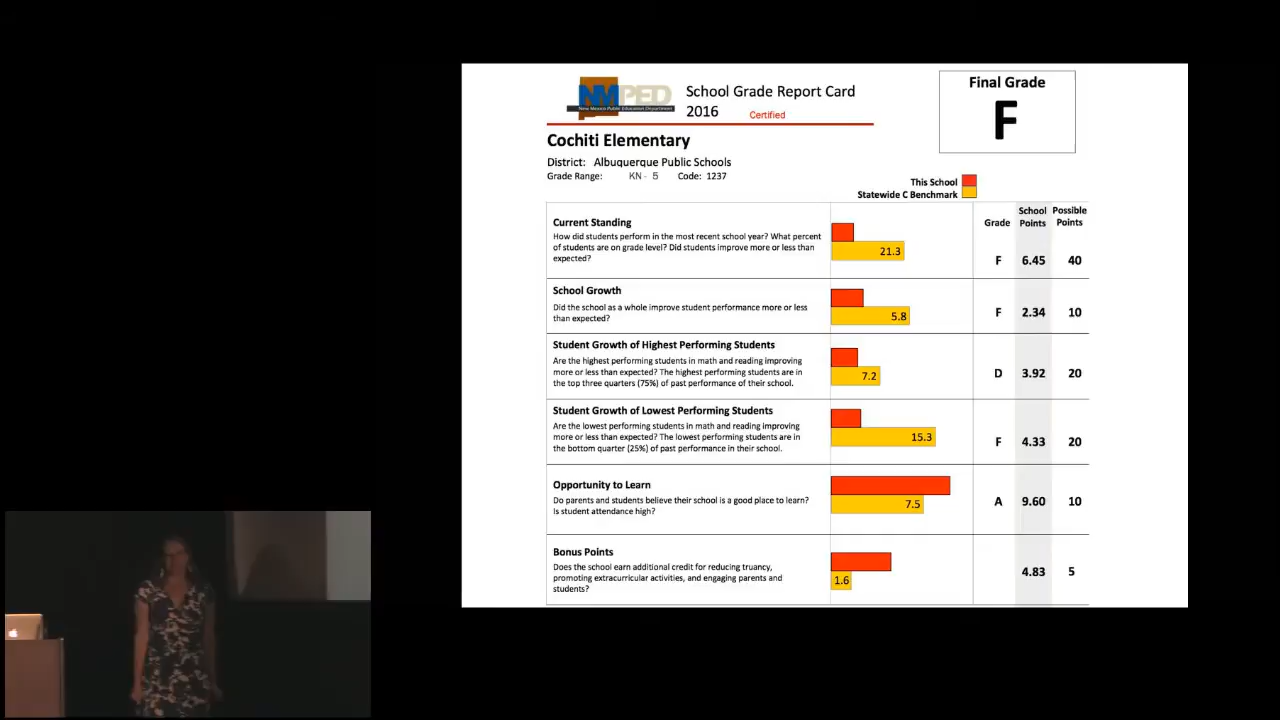 NMPED
New Mexico Public Education Department
School Grade Report Card
2016 Certified
Final Grade
F
Cochiti Elementary
District: Albuquerque Public Schools
Grade Range: KN - 5 Code: 1237
This School
Statewide C Benchmark
Grade School Points Possible Points
Current Standing
How did students perform in the most recent school year? What percent
of students are on grade level? Did students improve more or less than
expected?
21.3
F 6.45 40
School Growth
Did the school as a whole improve student performance more or less
than expected?
5.8
F 2.34 10
Student Growth of Highest Performing Students
Are the highest performing students in math and reading improving
more or less than expected? The highest performing students are in
the top three quarters (75%) of past performance of their school.
7.2
D 3.92 20
Student Growth of Lowest Performing Students
Are the lowest performing students in math and reading improving
more or less than expected? The lowest performing students are in
the bottom quarter (25%) of past performance in their school.
15.3
F 4.33 20
Opportunity to Learn
Do parents and students believe their school is a good place to learn?
Is student attendance high?
7.5
A 9.60 10
Bonus Points
Does the school earn additional credit for reducing truancy,
promoting extracurricular activities, and engaging parents and
students?
1.6
4.83 5